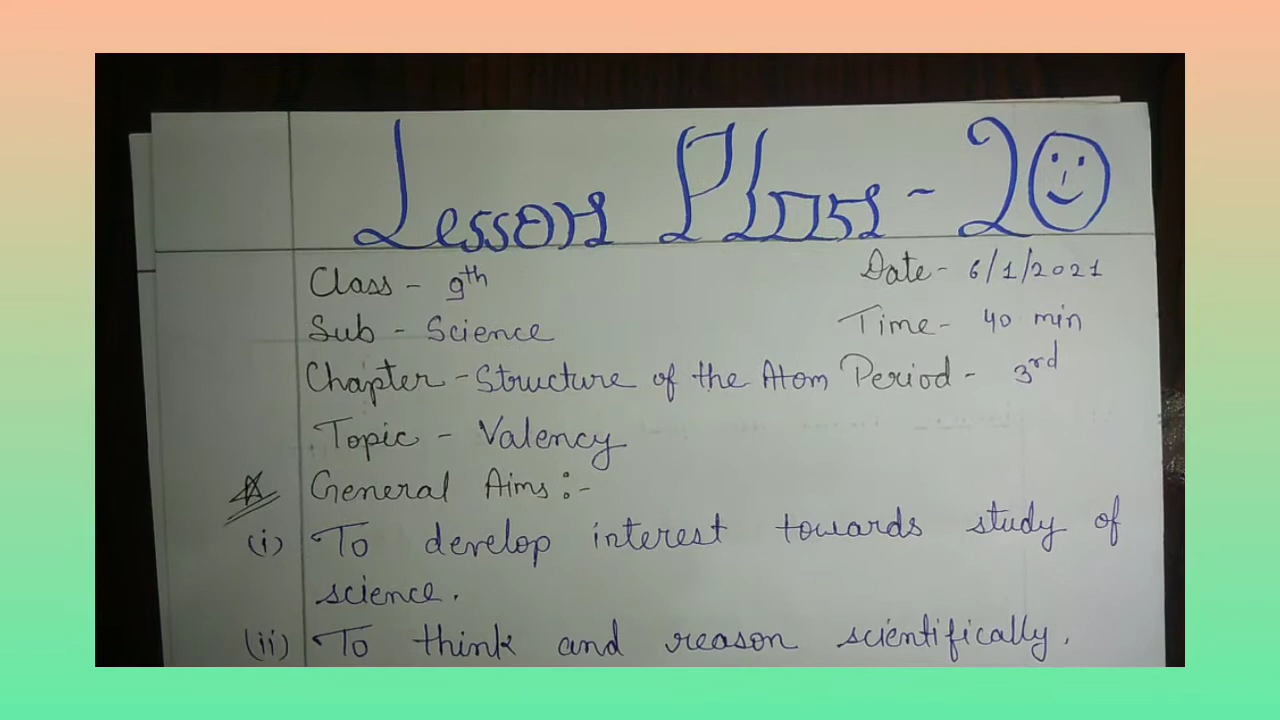 Lesson Plan - 20
Class - 9th
Date - 6/1/2021
Sub - Science
Time - 40 min
Chapter - Structure of the Atom
Period - 3rd
Topic - Valency
General Aims :-
(i) To develop interest towards study of
science.
(ii) To think and reason scientifically.